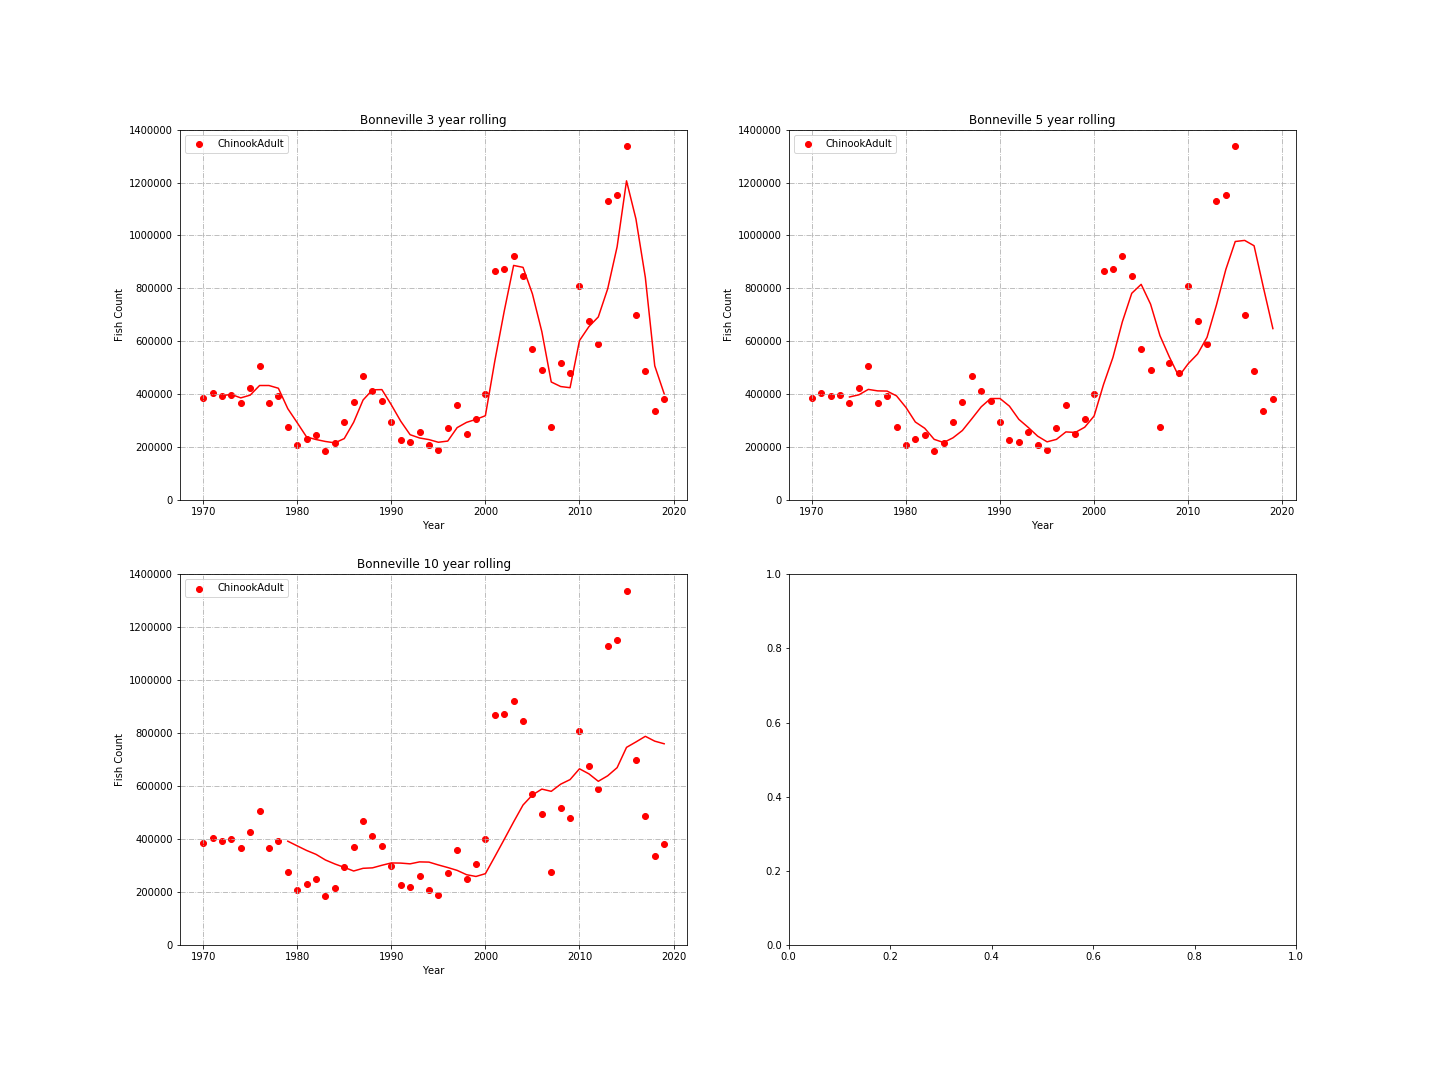 Bonneville 3 year rolling
ChinookAdult
1400000
1200000
1000000
800000
600000
400000
200000
0
Fish Count
1970 1980 1990 2000 2010 2020
Year
Bonneville 5 year rolling
ChinookAdult
1400000
1200000
1000000
800000
600000
400000
200000
0
Fish Count
1970 1980 1990 2000 2010 2020
Year
Bonneville 10 year rolling
ChinookAdult
1400000
1200000
1000000
800000
600000
400000
200000
0
Fish Count
1970 1980 1990 2000 2010 2020
Year
1.0
0.8
0.6
0.4
0.2
0.0
0.0 0.2 0.4 0.6 0.8 1.0